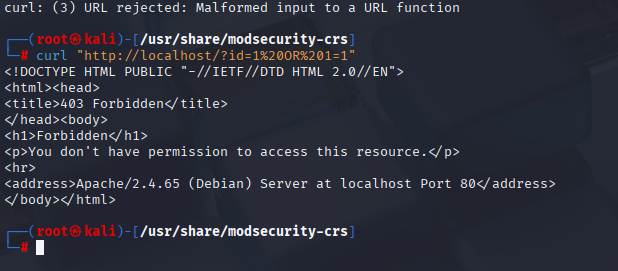 curl: (3) URL rejected: Malformed input to a URL function
┌──(root㉿kali)-[/usr/share/modsecurity-crs]
└─# curl "http://localhost/?id=1%20OR%201=1"
<!DOCTYPE HTML PUBLIC "-//IETF//DTD HTML 2.0//EN">
<html><head>
<title>403 Forbidden</title>
</head><body>
<h1>Forbidden</h1>
<p>You don't have permission to access this resource.</p>
<hr>
<address>Apache/2.4.65 (Debian) Server at localhost Port 80</address>
</body></html>
┌──(root㉿kali)-[/usr/share/modsecurity-crs]
└─#